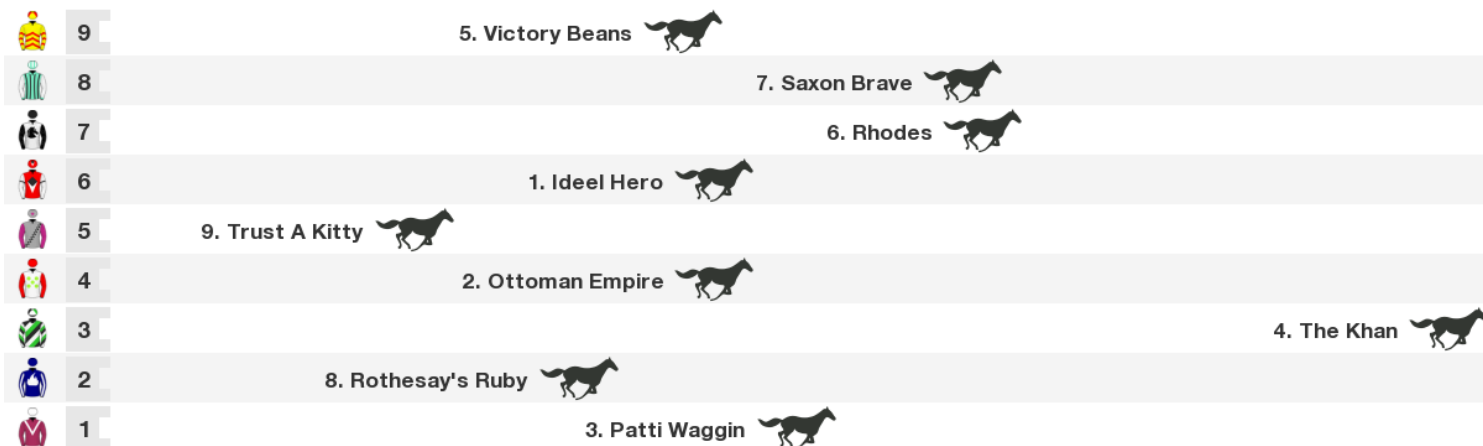 9 5. Victory Beans
8 7. Saxon Brave
7 6. Rhodes
6 1. Ideel Hero
5 9. Trust A Kitty
4 2. Ottoman Empire
3 4. The Khan
2 8. Rothesay's Ruby
1 3. Patti Waggin